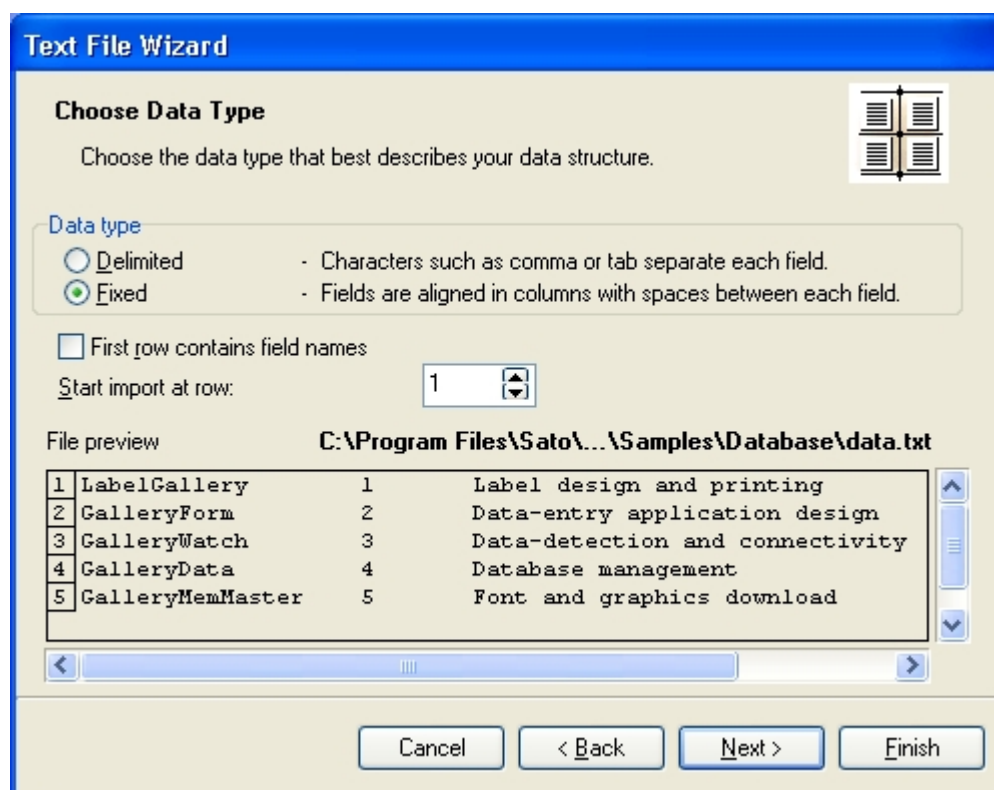 Text File Wizard
Choose Data Type
Choose the data type that best describes your data structure.
Data type
Delimited - Characters such as comma or tab separate each field.
Fixed - Fields are aligned in columns with spaces between each field.
First row contains field names
Start import at row: 1
File preview C:\Program Files\Sato\...\Samples\Database\data.txt
1 LabelGallery 1 Label design and printing
2 GalleryForm 2 Data-entry application design
3 GalleryWatch 3 Data-detection and connectivity
4 GalleryData 4 Database management
5 GalleryMemMaster 5 Font and graphics download
Cancel < Back Next > Finish